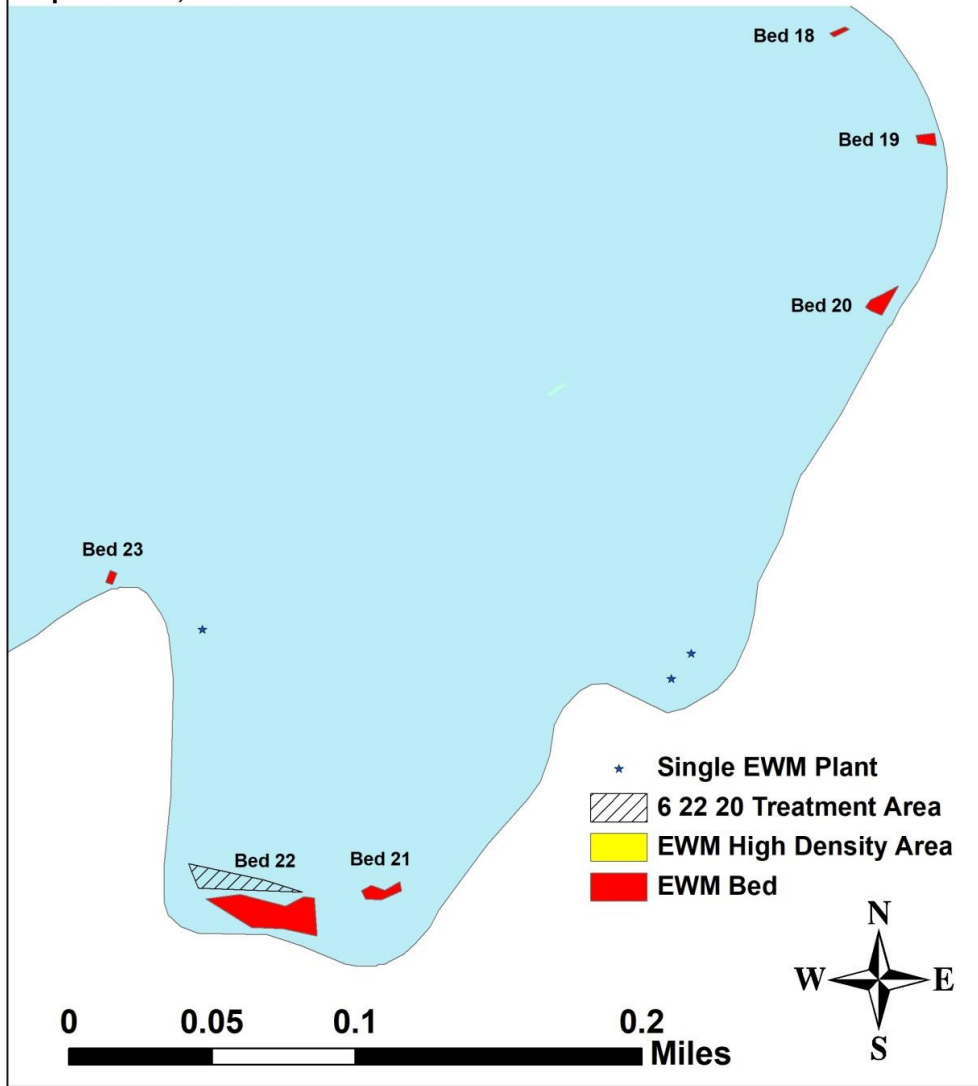 Bed 18
Bed 19
Bed 20
Bed 23
Single EWM Plant
6 22 20 Treatment Area
EWM High Density Area
EWM Bed
Bed 22
Bed 21
N
W
E
S
0
0.05
0.1
0.2
Miles